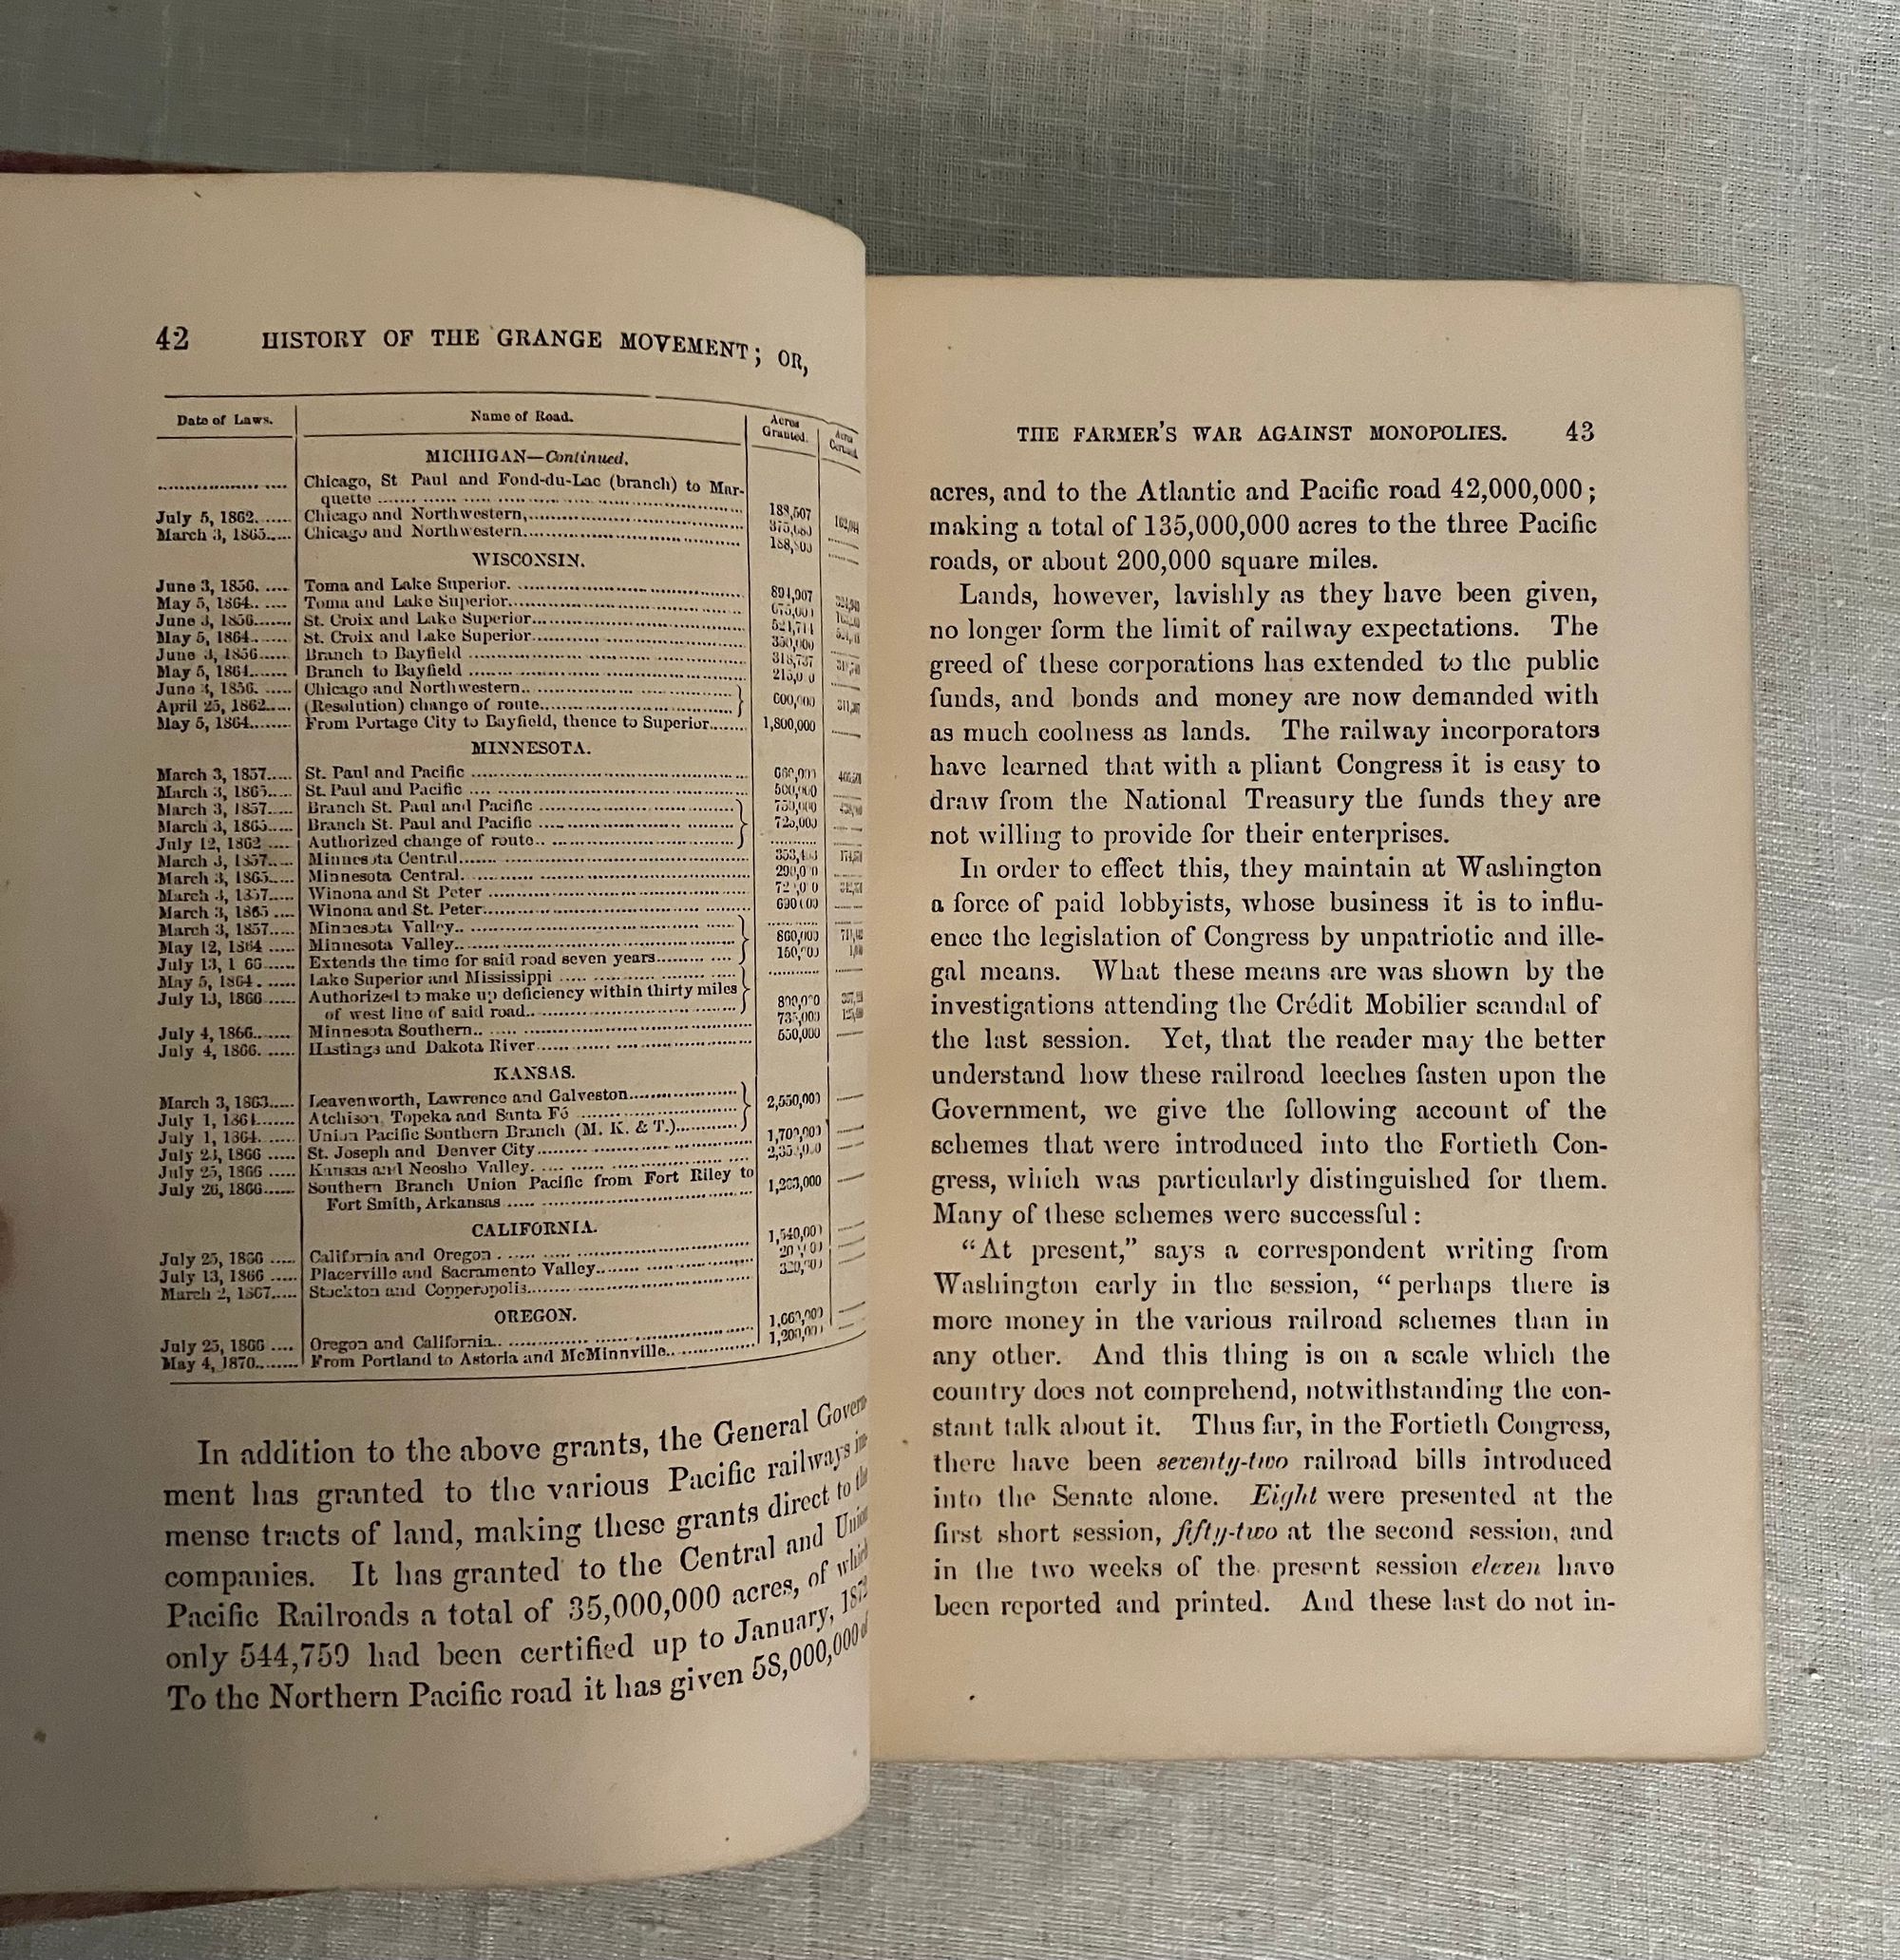 42 HISTORY OF THE GRANGE MOVEMENT; OR,
Date of Laws. Name of Road. Acres Granted. Acres
MICHIGAN—Continued.
Chicago, St Paul and Fond-du-Lac (branch) to Mar-
quette
July 5, 1862. Chicago and Northwestern,
March 3, 1865. Chicago and Northwestern.
WISCONSIN.
June 3, 1856. Toma and Lake Superior.
May 5, 1864. Toma and Lake Superior.
June 3, 1856. St. Croix and Lake Superior.
May 5, 1864. St. Croix and Lake Superior.
June 3, 1856. Branch to Bayfield
May 5, 1864. Branch to Bayfield
June 3, 1856. Chicago and Northwestern.
April 25, 1862. (Resolution) change of route.
May 5, 1864. From Portage City to Bayfield, thence to Superior. 1,800,000
MINNESOTA.
March 3, 1857. St. Paul and Pacific
March 3, 1865. St. Paul and Pacific
March 3, 1857. Branch St. Paul and Pacific
March 3, 1865. Branch St. Paul and Pacific
July 12, 1862 Authorized change of route.
March 3, 1857. Minnesota Central.
March 3, 1865. Minnesota Central.
March 3, 1857. Winona and St Peter
March 3, 1865 Winona and St. Peter.
March 3, 1857. Minnesota Valley.
May 12, 1864 Minnesota Valley.
July 13, 1 66 Extends the time for said road seven years.
May 5, 1864. Lake Superior and Mississippi
July 13, 1866 Authorized to make up deficiency within thirty miles
of west line of said road.
July 4, 1866. Minnesota Southern.
July 4, 1866. Hastings and Dakota River 550,000
KANSAS.
March 3, 1863. Leavenworth, Lawrence and Galveston.
July 1, 1864. Atchison, Topeka and Santa Fé 2,550,000
July 1, 1864. Union Pacific Southern Branch (M. K. & T.)
July 23, 1866 St. Joseph and Denver City 1,700,000
July 25, 1866 Kansas and Neosho Valley.
July 26, 1866 Southern Branch Union Pacific from Fort Riley to
Fort Smith, Arkansas
CALIFORNIA.
July 25, 1866 California and Oregon 1,540,000
July 13, 1866 Placerville and Sacramento Valley.
March 2, 1867. Stockton and Copperopolis.
OREGON.
July 25, 1866 Oregon and California. 1,660,000
May 4, 1870. From Portland to Astoria and McMinnville. 1,200,000
In addition to the above grants, the General Govern
ment has granted to the various Pacific railways im
mense tracts of land, making these grants direct to the
companies. It has granted to the Central and Union
Pacific Railroads a total of 35,000,000 acres, of which
only 544,759 had been certified up to January,
To the Northern Pacific road it has given 58,000,000 of
THE FARMER'S WAR AGAINST MONOPOLIES. 43
acres, and to the Atlantic and Pacific road 42,000,000;
making a total of 135,000,000 acres to the three Pacific
roads, or about 200,000 square miles.
Lands, however, lavishly as they have been given,
no longer form the limit of railway expectations. The
greed of these corporations has extended to the public
funds, and bonds and money are now demanded with
as much coolness as lands. The railway incorporators
have learned that with a pliant Congress it is easy to
draw from the National Treasury the funds they are
not willing to provide for their enterprises.
In order to effect this, they maintain at Washington
a force of paid lobbyists, whose business it is to influ-
ence the legislation of Congress by unpatriotic and ille-
gal means. What these means are was shown by the
investigations attending the Crédit Mobilier scandal of
the last session. Yet, that the reader may the better
understand how these railroad leeches fasten upon the
Government, we give the following account of the
schemes that were introduced into the Fortieth Con-
gress, which was particularly distinguished for them.
Many of these schemes were successful:
"At present," says a correspondent writing from
Washington early in the session, "perhaps there is
more money in the various railroad schemes than in
any other. And this thing is on a scale which the
country does not comprehend, notwithstanding the con-
stant talk about it. Thus far, in the Fortieth Congress,
there have been seventy-two railroad bills introduced
into the Senate alone. Eight were presented at the
first short session, fifty-two at the second session, and
in the two weeks of the present session eleven have
been reported and printed. And these last do not in-